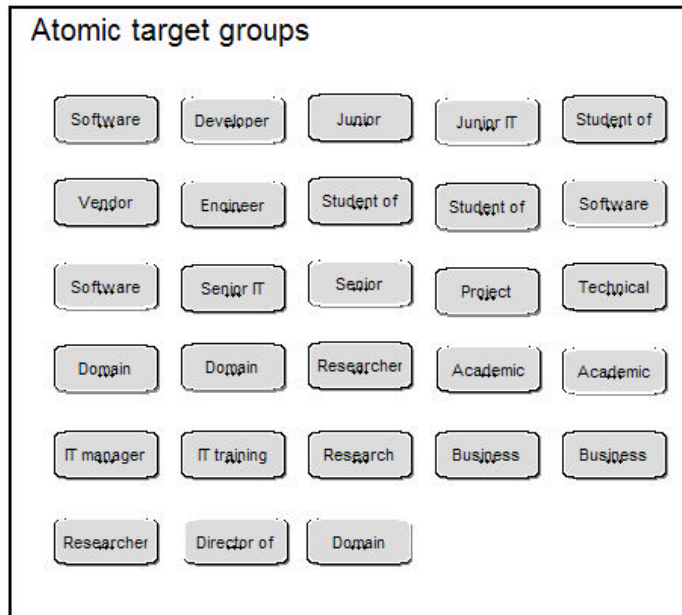 Atomic target groups
Software Developer Junior Junior IT Student of
Vendor Engineer Student of Student of Software
Software Senior IT Senior Project Technical
Domain Domain Researcher Academic Academic
IT manager IT training Research Business Business
Researcher Director of Domain